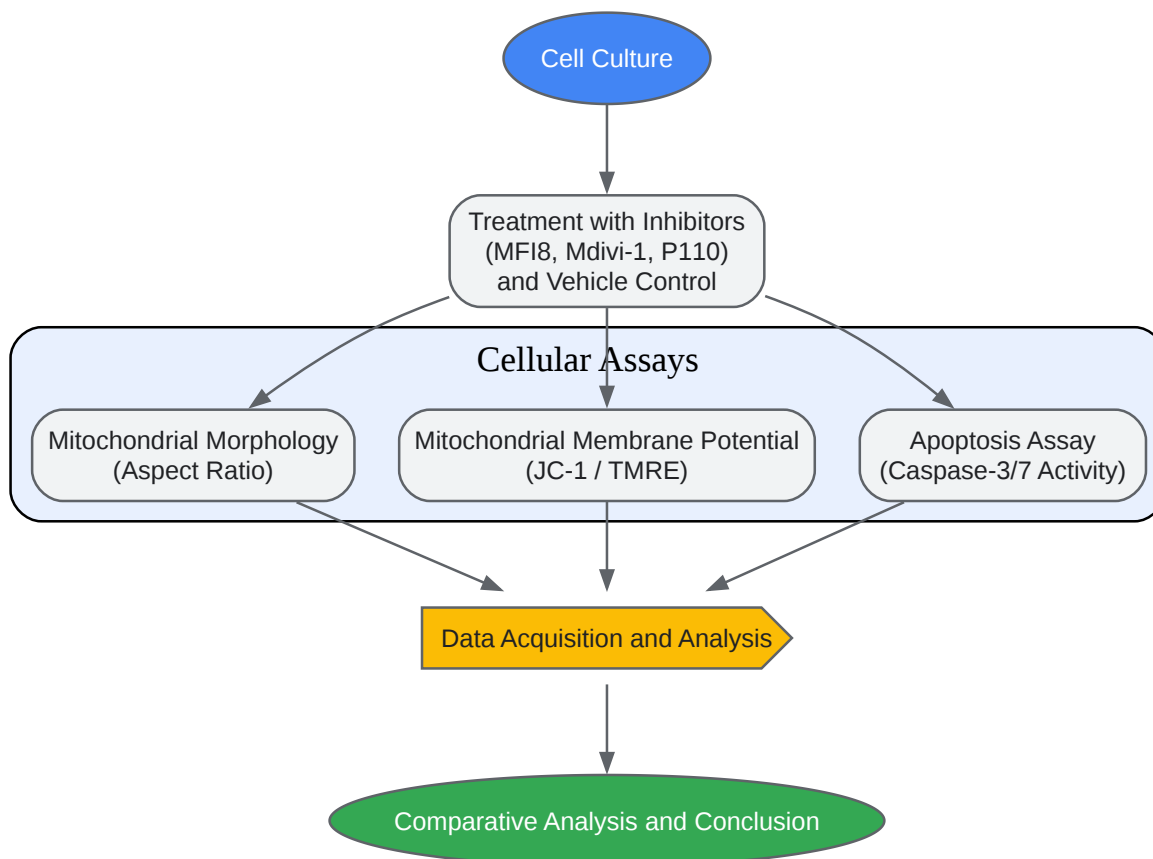 Cell Culture
Treatment with Inhibitors
(MFI8, Mdivi-1, P110)
and Vehicle Control
Cellular Assays
Mitochondrial Morphology
(Aspect Ratio)
Mitochondrial Membrane Potential
(JC-1 / TMRE)
Apoptosis Assay
(Caspase-3/7 Activity)
Data Acquisition and Analysis
Comparative Analysis and Conclusion